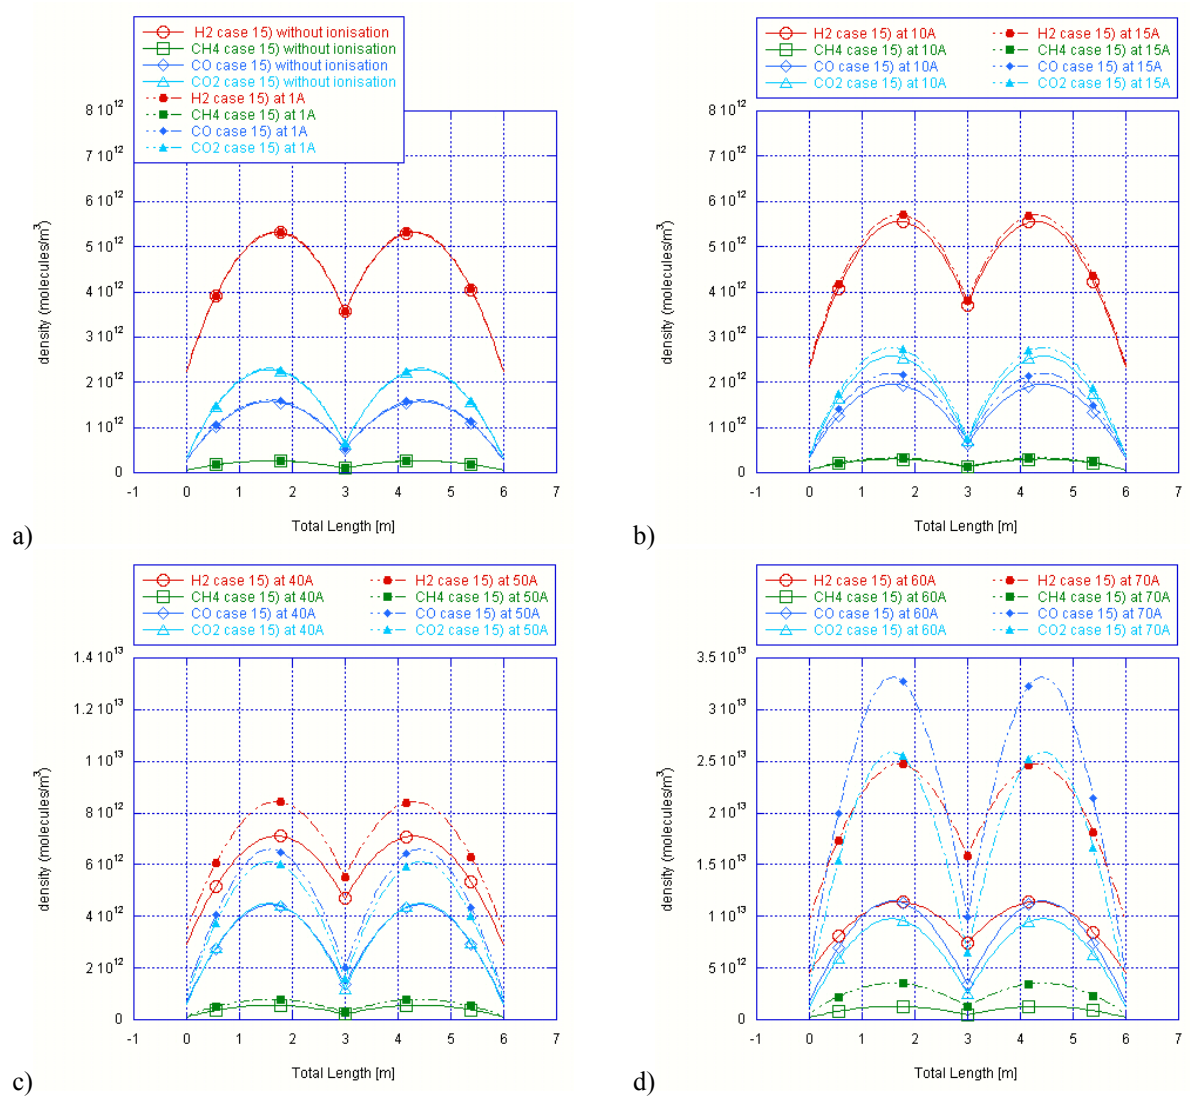 H2 case 15) without ionisation
CH4 case 15) without ionisation
CO case 15) without ionisation
CO2 case 15) without ionisation
H2 case 15) at 1A
CH4 case 15) at 1A
CO case 15) at 1A
CO2 case 15) at 1A
8 10^12
7 10^12
6 10^12
5 10^12
4 10^12
3 10^12
2 10^12
1 10^12
0
density (molecules/m³)
-1 0 1 2 3 4 5 6 7
Total Length [m]
a)
H2 case 15) at 10A H2 case 15) at 15A
CH4 case 15) at 10A CH4 case 15) at 15A
CO case 15) at 10A CO case 15) at 15A
CO2 case 15) at 10A CO2 case 15) at 15A
8 10^12
7 10^12
6 10^12
5 10^12
4 10^12
3 10^12
2 10^12
1 10^12
0
density (molecules/m³)
-1 0 1 2 3 4 5 6 7
Total Length [m]
b)
H2 case 15) at 40A H2 case 15) at 50A
CH4 case 15) at 40A CH4 case 15) at 50A
CO case 15) at 40A CO case 15) at 50A
CO2 case 15) at 40A CO2 case 15) at 50A
1.4 10^13
1.2 10^13
1 10^13
8 10^12
6 10^12
4 10^12
2 10^12
0
density (molecules/m³)
-1 0 1 2 3 4 5 6 7
Total Length [m]
c)
H2 case 15) at 60A H2 case 15) at 70A
CH4 case 15) at 60A CH4 case 15) at 70A
CO case 15) at 60A CO case 15) at 70A
CO2 case 15) at 60A CO2 case 15) at 70A
3.5 10^13
3 10^13
2.5 10^13
2 10^13
1.5 10^13
1 10^13
5 10^12
0
density (molecules/m³)
-1 0 1 2 3 4 5 6 7
Total Length [m]
d)